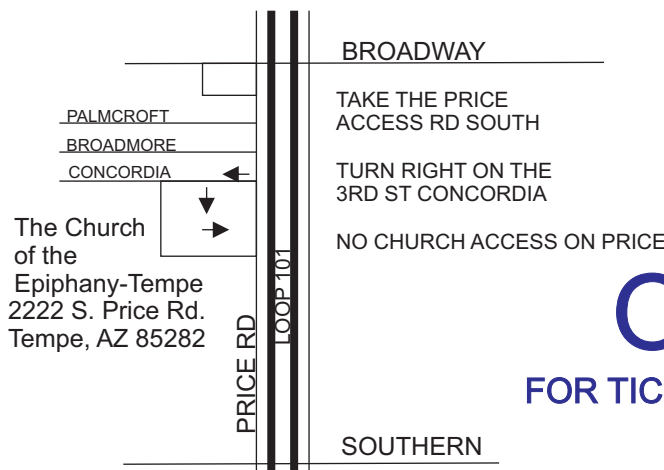 BROADWAY
PALMCROFT
BROADMORE
CONCORDIA
TAKE THE PRICE
ACCESS RD SOUTH
TURN RIGHT ON THE
3RD ST CONCORDIA
NO CHURCH ACCESS ON PRICE
The Church
of the
Epiphany-Tempe
2222 S. Price Rd.
Tempe, AZ 85282
PRICE RD
LOOP 101
FOR
SOUTHERN